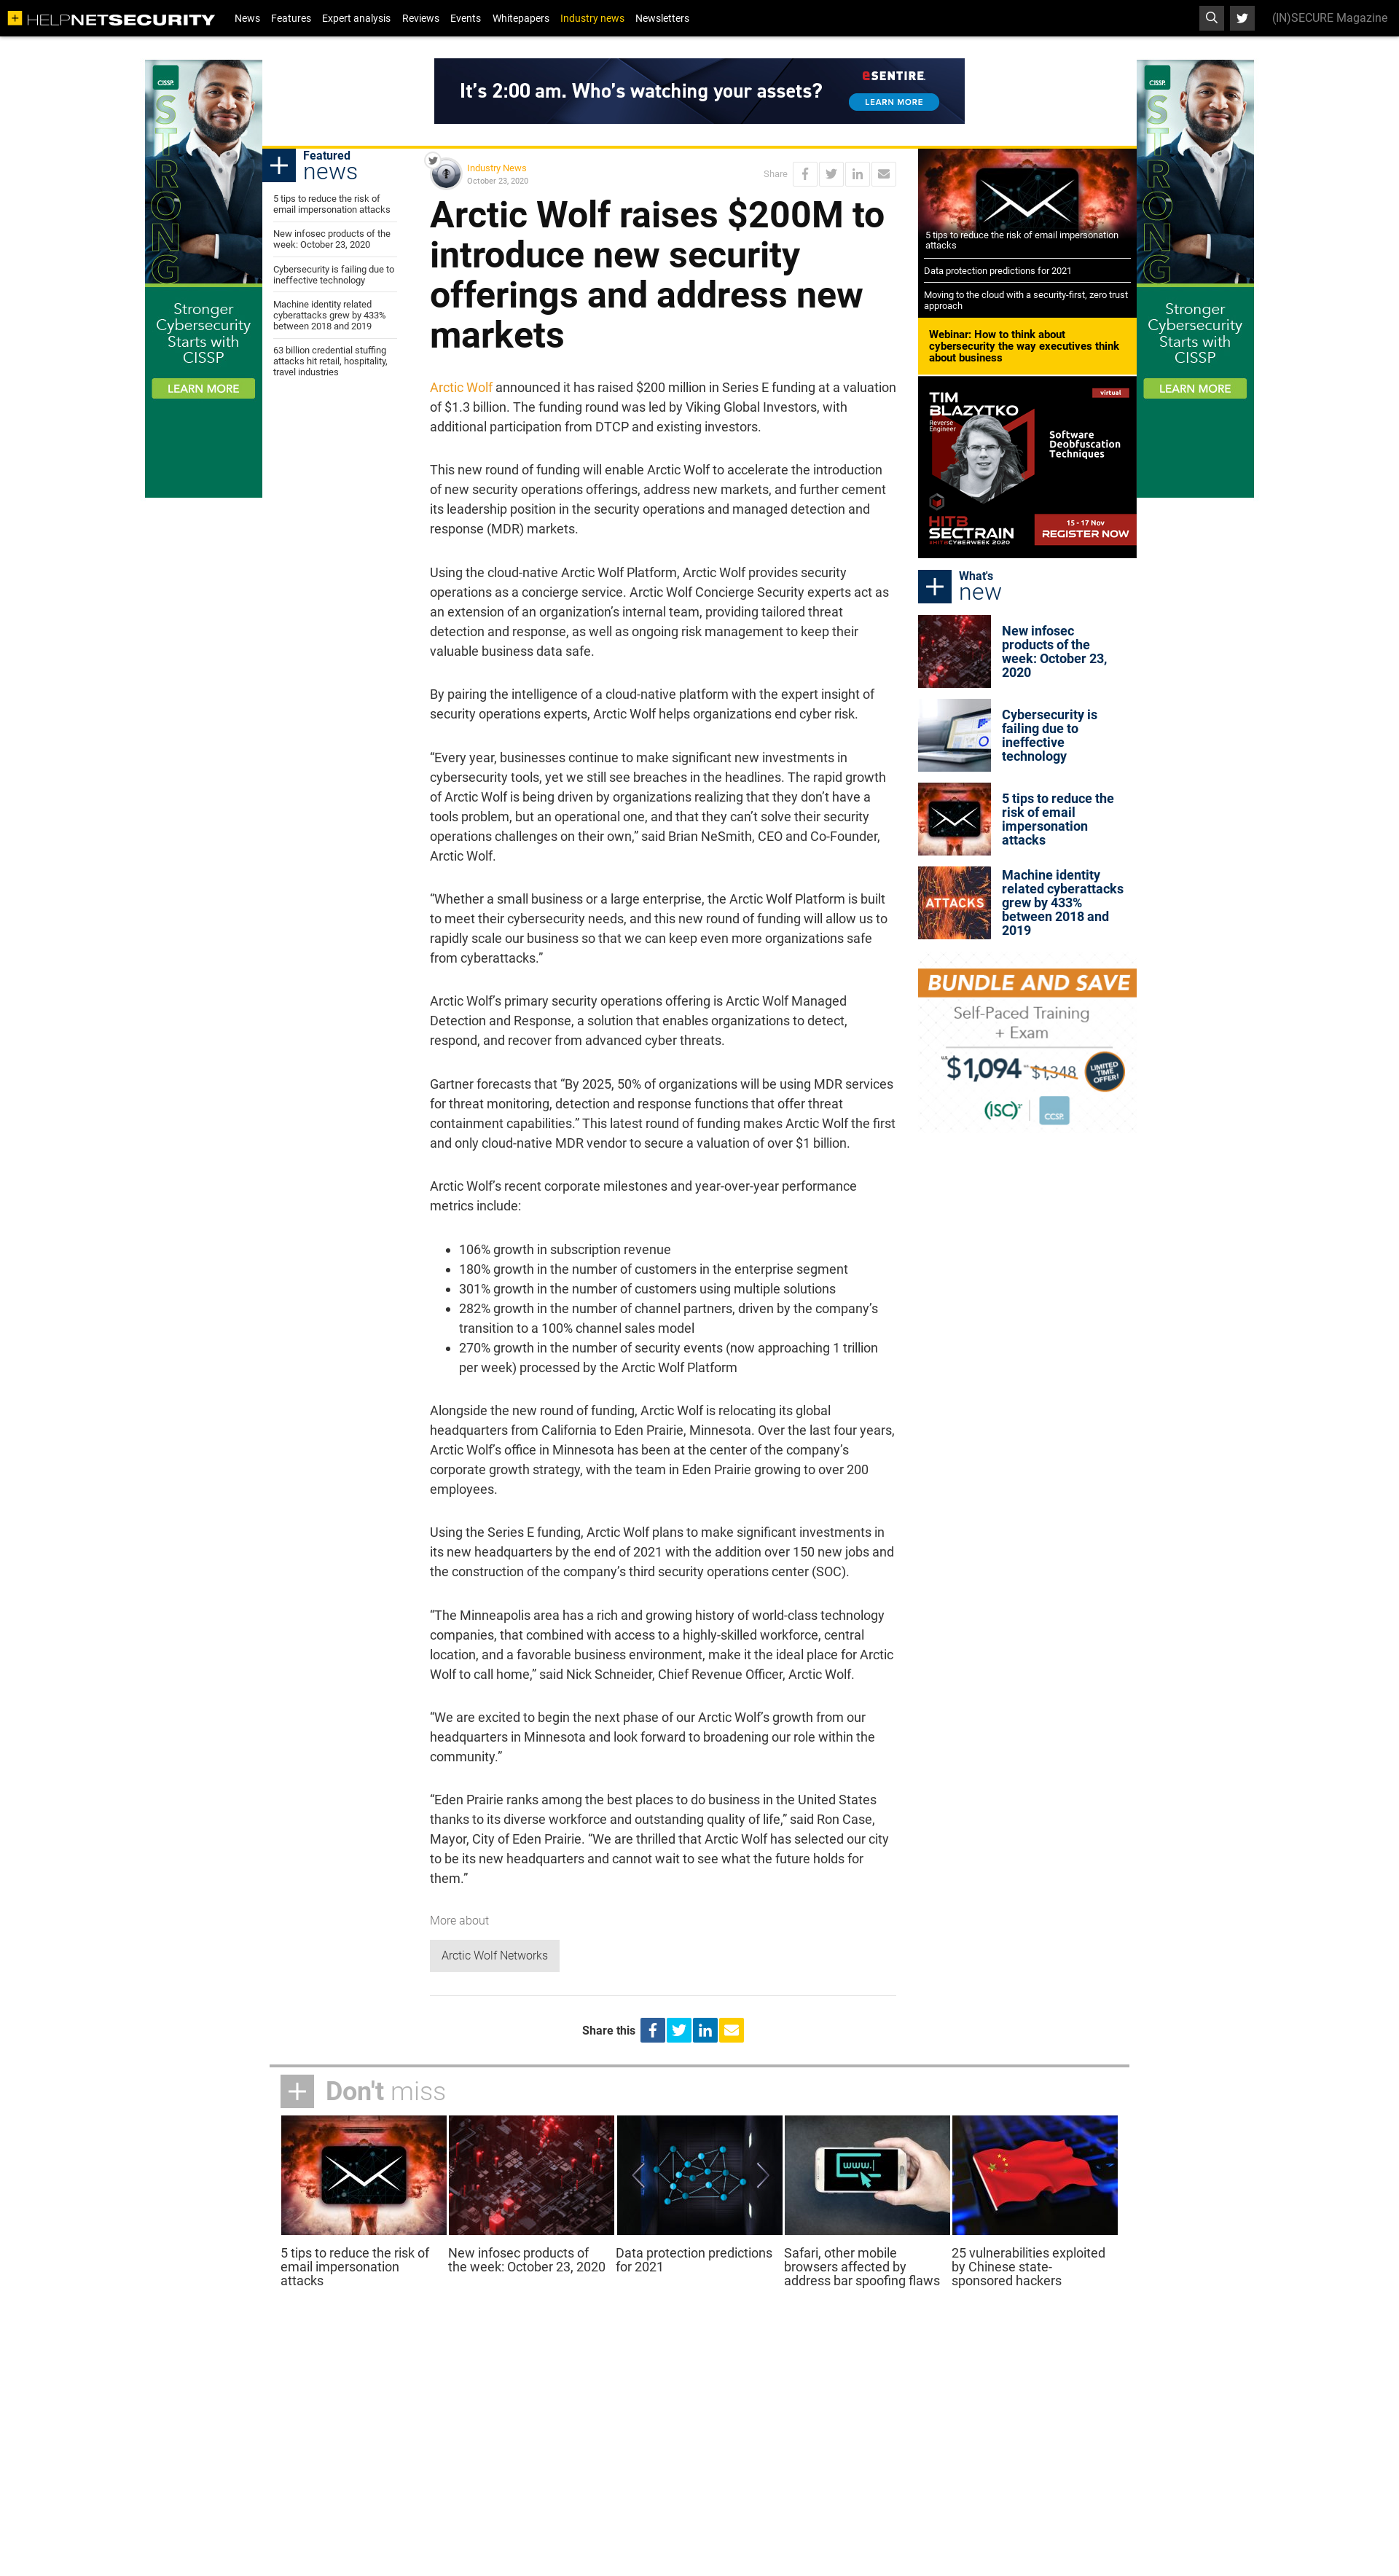 HELPNETSECURITY
News Features Expert analysis Reviews Events Whitepapers Industry news Newsletters
(IN)SECURE Magazine
It's 2:00 am. Who's watching your assets?
eSENTIRE
LEARN MORE
CISSP.
STRONG
Stronger
Cybersecurity
Starts with
CISSP
LEARN MORE
Featured
news
5 tips to reduce the risk of
email impersonation attacks
New infosec products of the
week: October 23, 2020
Cybersecurity is failing due to
ineffective technology
Machine identity related
cyberattacks grew by 433%
between 2018 and 2019
63 billion credential stuffing
attacks hit retail, hospitality,
travel industries
Industry News
October 23, 2020
Share
Arctic Wolf raises $200M to
introduce new security
offerings and address new
markets
Arctic Wolf announced it has raised $200 million in Series E funding at a valuation
of $1.3 billion. The funding round was led by Viking Global Investors, with
additional participation from DTCP and existing investors.
This new round of funding will enable Arctic Wolf to accelerate the introduction
of new security operations offerings, address new markets, and further cement
its leadership position in the security operations and managed detection and
response (MDR) markets.
Using the cloud-native Arctic Wolf Platform, Arctic Wolf provides security
operations as a concierge service. Arctic Wolf Concierge Security experts act as
an extension of an organization's internal team, providing tailored threat
detection and response, as well as ongoing risk management to keep their
valuable business data safe.
By pairing the intelligence of a cloud-native platform with the expert insight of
security operations experts, Arctic Wolf helps organizations end cyber risk.
“Every year, businesses continue to make significant new investments in
cybersecurity tools, yet we still see breaches in the headlines. The rapid growth
of Arctic Wolf is being driven by organizations realizing that they don’t have a
tools problem, but an operational one, and that they can’t solve their security
operations challenges on their own,” said Brian NeSmith, CEO and Co-Founder,
Arctic Wolf.
“Whether a small business or a large enterprise, the Arctic Wolf Platform is built
to meet their cybersecurity needs, and this new round of funding will allow us to
rapidly scale our business so that we can keep even more organizations safe
from cyberattacks.”
Arctic Wolf’s primary security operations offering is Arctic Wolf Managed
Detection and Response, a solution that enables organizations to detect,
respond, and recover from advanced cyber threats.
Gartner forecasts that “By 2025, 50% of organizations will be using MDR services
for threat monitoring, detection and response functions that offer threat
containment capabilities.” This latest round of funding makes Arctic Wolf the first
and only cloud-native MDR vendor to secure a valuation of over $1 billion.
Arctic Wolf’s recent corporate milestones and year-over-year performance
metrics include:
• 106% growth in subscription revenue
• 180% growth in the number of customers in the enterprise segment
• 301% growth in the number of customers using multiple solutions
• 282% growth in the number of channel partners, driven by the company’s
transition to a 100% channel sales model
• 270% growth in the number of security events (now approaching 1 trillion
per week) processed by the Arctic Wolf Platform
Alongside the new round of funding, Arctic Wolf is relocating its global
headquarters from California to Eden Prairie, Minnesota. Over the last four years,
Arctic Wolf’s office in Minnesota has been at the center of the company’s
corporate growth strategy, with the team in Eden Prairie growing to over 200
employees.
Using the Series E funding, Arctic Wolf plans to make significant investments in
its new headquarters by the end of 2021 with the addition over 150 new jobs and
the construction of the company’s third security operations center (SOC).
“The Minneapolis area has a rich and growing history of world-class technology
companies, that combined with access to a highly-skilled workforce, central
location, and a favorable business environment, make it the ideal place for Arctic
Wolf to call home,” said Nick Schneider, Chief Revenue Officer, Arctic Wolf.
“We are excited to begin the next phase of our Arctic Wolf’s growth from our
headquarters in Minnesota and look forward to broadening our role within the
community.”
“Eden Prairie ranks among the best places to do business in the United States
thanks to its diverse workforce and outstanding quality of life,” said Ron Case,
Mayor, City of Eden Prairie. “We are thrilled that Arctic Wolf has selected our city
to be its new headquarters and cannot wait to see what the future holds for
them.”
More about
Arctic Wolf Networks
Share this
5 tips to reduce the risk of email impersonation
attacks
Data protection predictions for 2021
Moving to the cloud with a security-first, zero trust
approach
Webinar: How to think about
cybersecurity the way executives think
about business
TIM
BLAZYTKO
Reverse
Engineer
virtual
Software
Deobfuscation
Techniques
HITB
SECTRAIN
#HITBCYBERWEEK 2020
15 - 17 Nov
REGISTER NOW
What's
new
New infosec
products of the
week: October 23,
2020
Cybersecurity is
failing due to
ineffective
technology
5 tips to reduce the
risk of email
impersonation
attacks
ATTACKS
Machine identity
related cyberattacks
grew by 433%
between 2018 and
2019
BUNDLE AND SAVE
Self-Paced Training
+ Exam
U.S. $1,094 $1,348
LIMITED
TIME
OFFER!
(ISC)²
CCSP.
CISSP.
STRONG
Stronger
Cybersecurity
Starts with
CISSP
LEARN MORE
Don't miss
www.
5 tips to reduce the risk of
email impersonation
attacks
New infosec products of
the week: October 23, 2020
Data protection predictions
for 2021
Safari, other mobile
browsers affected by
address bar spoofing flaws
25 vulnerabilities exploited
by Chinese state-
sponsored hackers